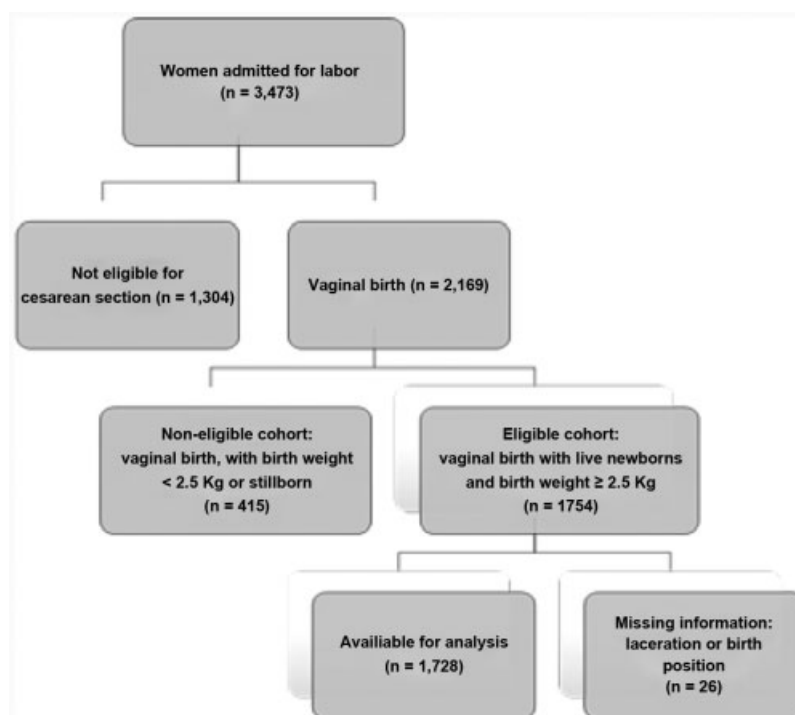 Women admitted for labor
(n = 3,473)
Not eligible for
cesarean section (n = 1,304)
Vaginal birth (n = 2,169)
Non-eligible cohort:
vaginal birth, with birth weight
< 2.5 Kg or stillborn
(n = 415)
Eligible cohort:
vaginal birth with live newborns
and birth weight ≥ 2.5 Kg
(n = 1754)
Availiable for analysis
(n = 1,728)
Missing information:
laceration or birth
position
(n = 26)